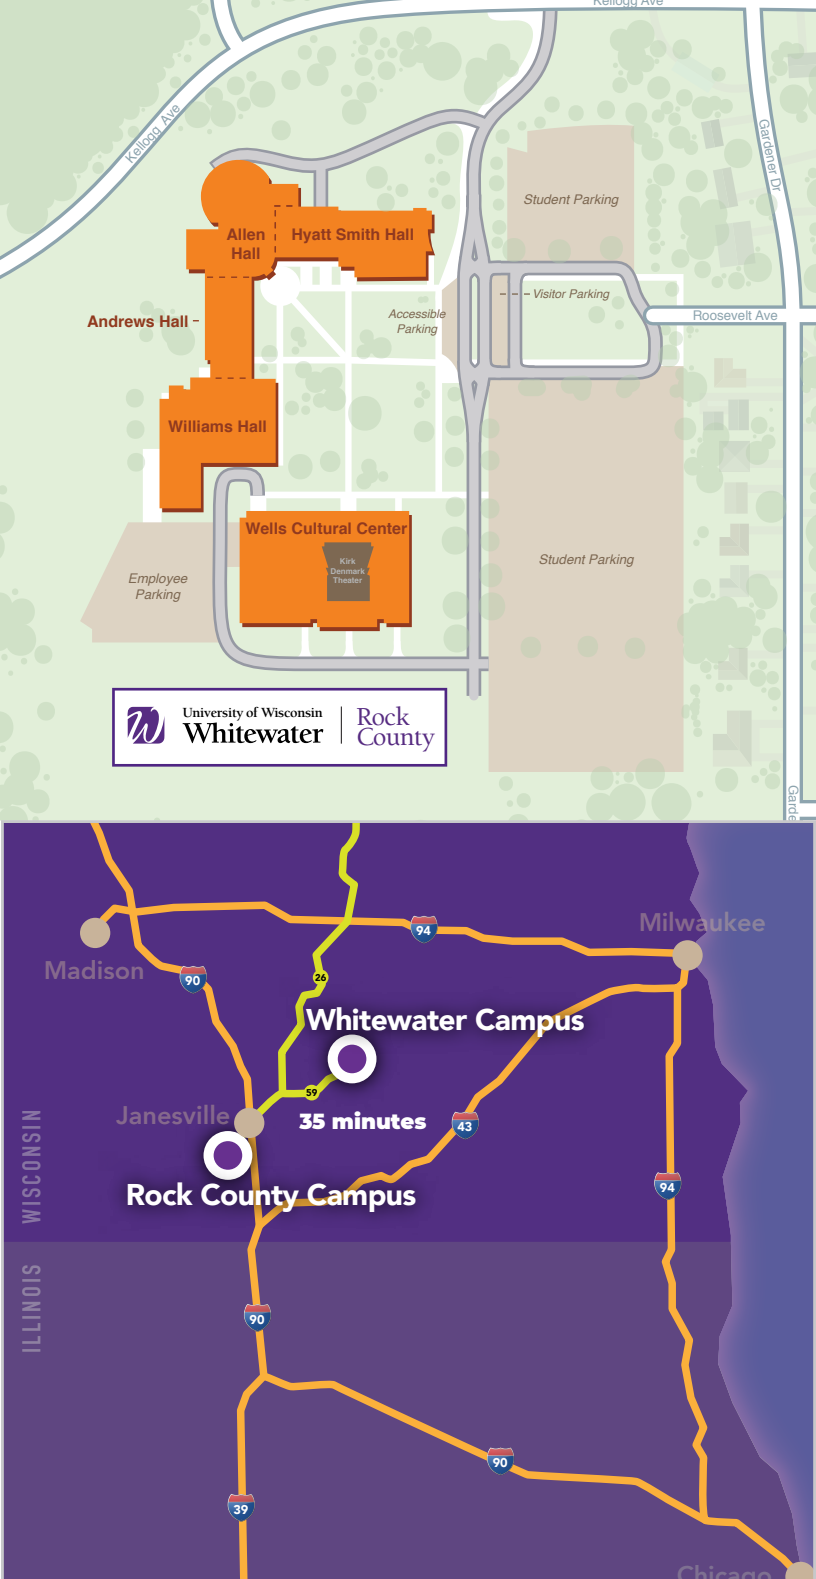 Kellogg Ave
Kellogg Ave
Gardener Dr
Student Parking
Allen
Hall
Hyatt Smith Hall
Visitor Parking
Accessible
Parking
Roosevelt Ave
Andrews Hall
Williams Hall
Wells Cultural Center
Kirk
Denmark
Theater
Student Parking
Employee
Parking
University of Wisconsin
Whitewater
Rock
County
Garde
Milwaukee
94
Madison
90
26
Whitewater Campus
59
Janesville
35 minutes
43
WISCONSIN
Rock County Campus
94
ILLINOIS
90
90
39
Chicago